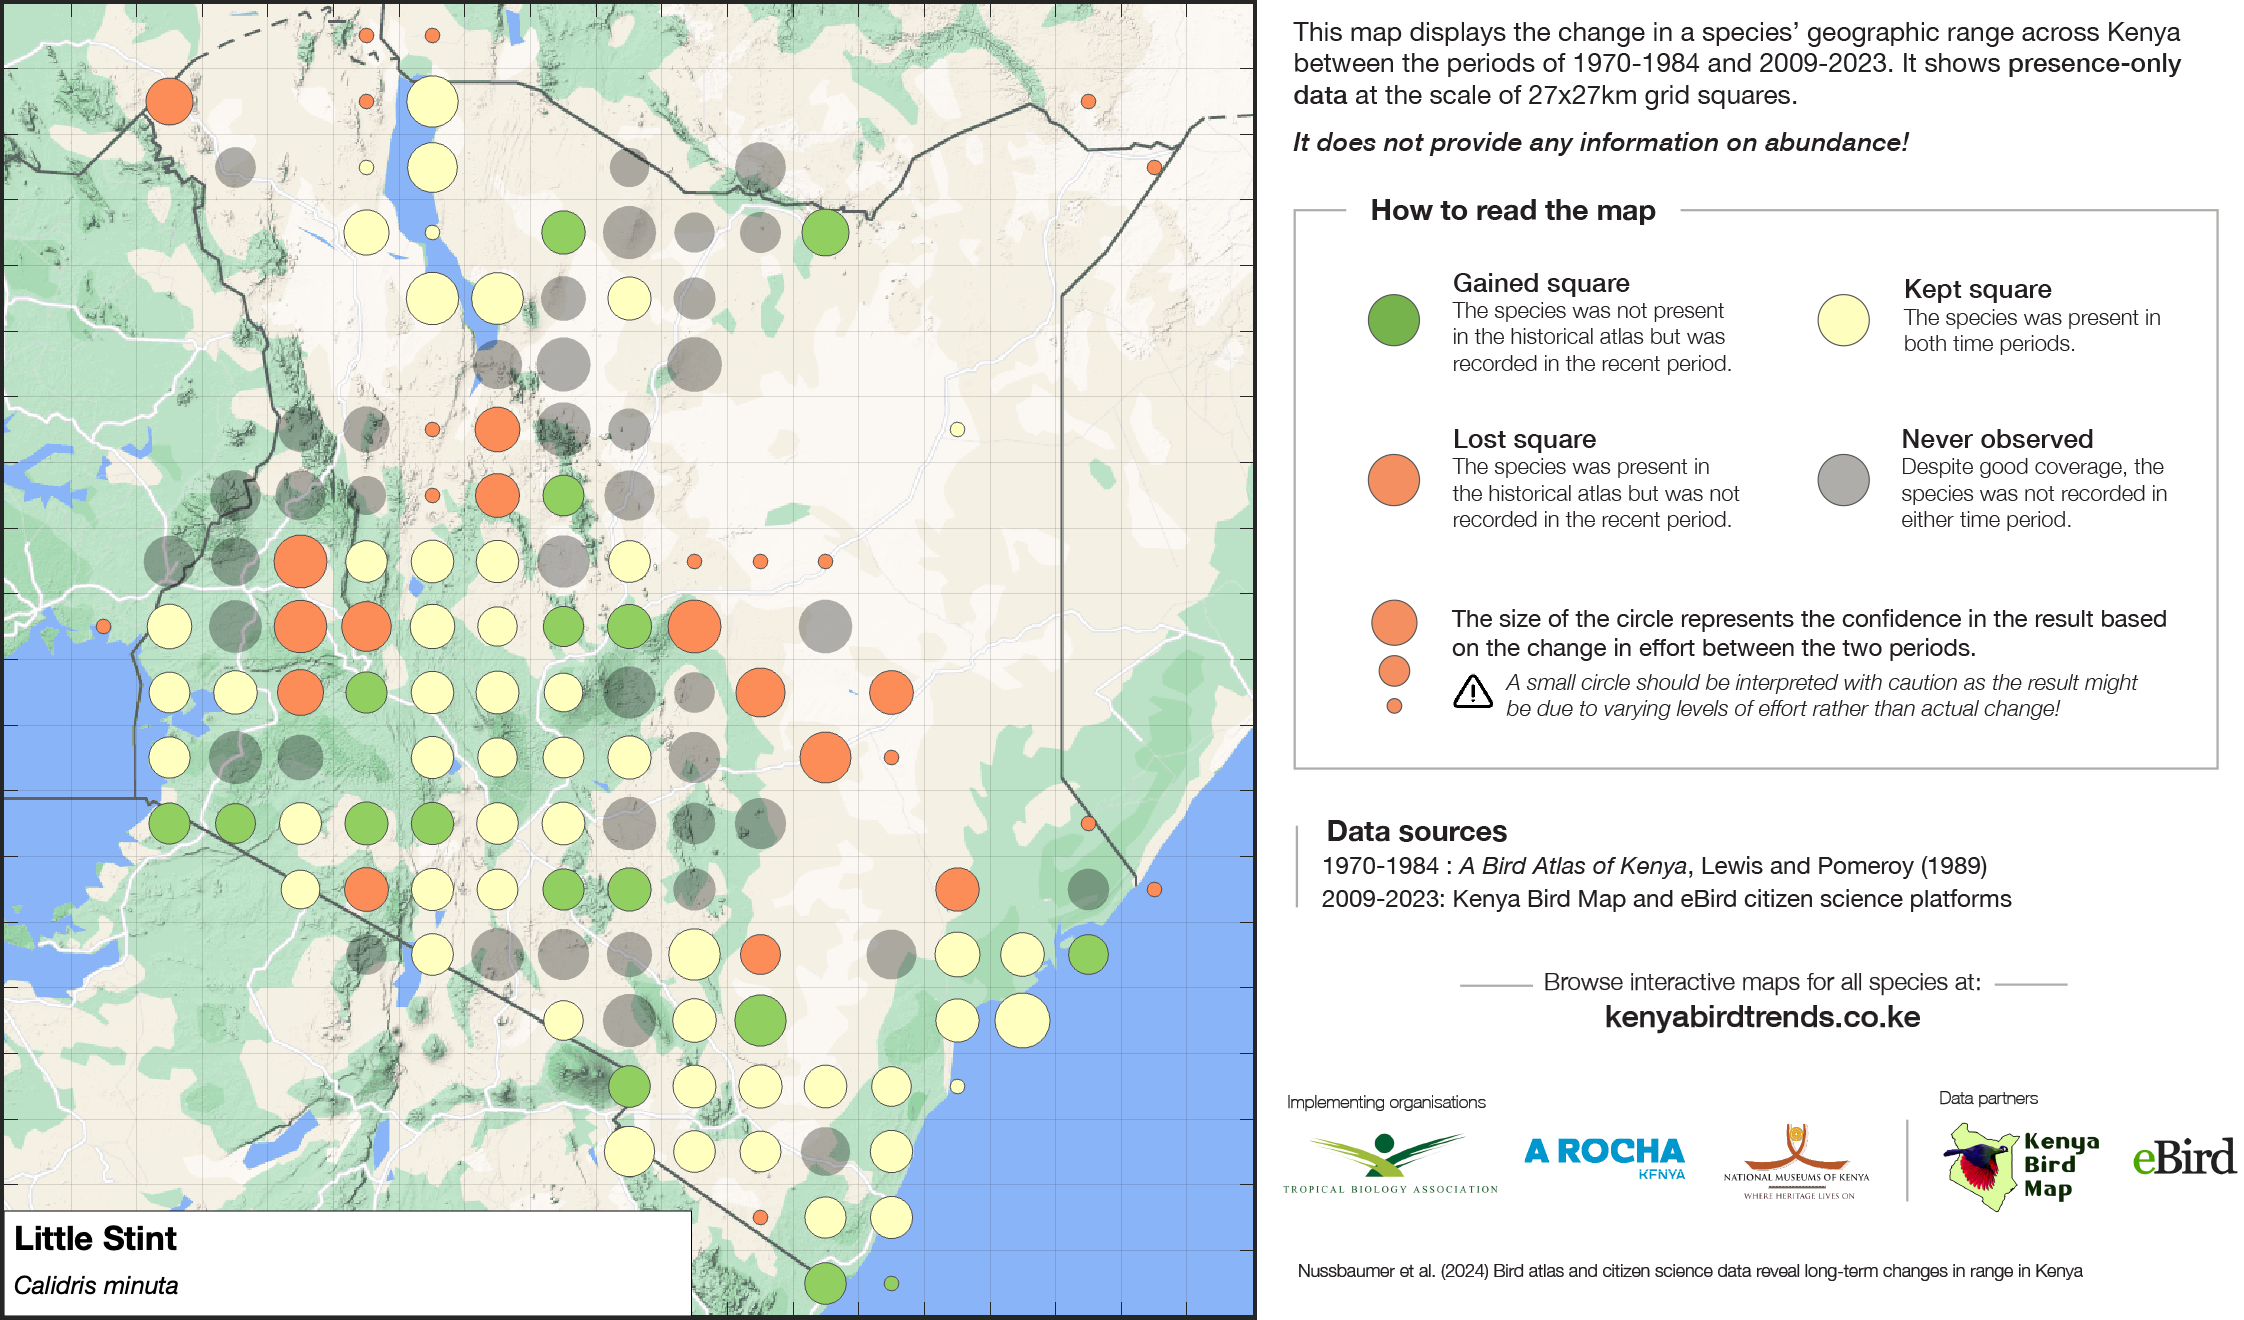 This map displays the change in a species’ geographic range across Kenya
between the periods of 1970-1984 and 2009-2023. It shows presence-only
data at the scale of 27x27km grid squares.
It does not provide any information on abundance!
How to read the map
Gained square
The species was not present
in the historical atlas but was
recorded in the recent period.
Kept square
The species was present in
both time periods.
Lost square
The species was present in
the historical atlas but was not
recorded in the recent period.
Never observed
Despite good coverage, the
species was not recorded in
either time period.
The size of the circle represents the confidence in the result based
on the change in effort between the two periods.
A small circle should be interpreted with caution as the result might
be due to varying levels of effort rather than actual change!
Data sources
1970-1984 : A Bird Atlas of Kenya, Lewis and Pomeroy (1989)
2009-2023: Kenya Bird Map and eBird citizen science platforms
Browse interactive maps for all species at:
kenyabirdtrends.co.ke
Implementing organisations
Data partners
TROPICAL BIOLOGY ASSOCIATION
A ROCHA
KENYA
NATIONAL MUSEUMS OF KENYA
WHERE HERITAGE LIVES ON
Kenya
Bird
Map
eBird
Little Stint
Calidris minuta
Nussbaumer et al. (2024) Bird atlas and citizen science data reveal long-term changes in range in Kenya